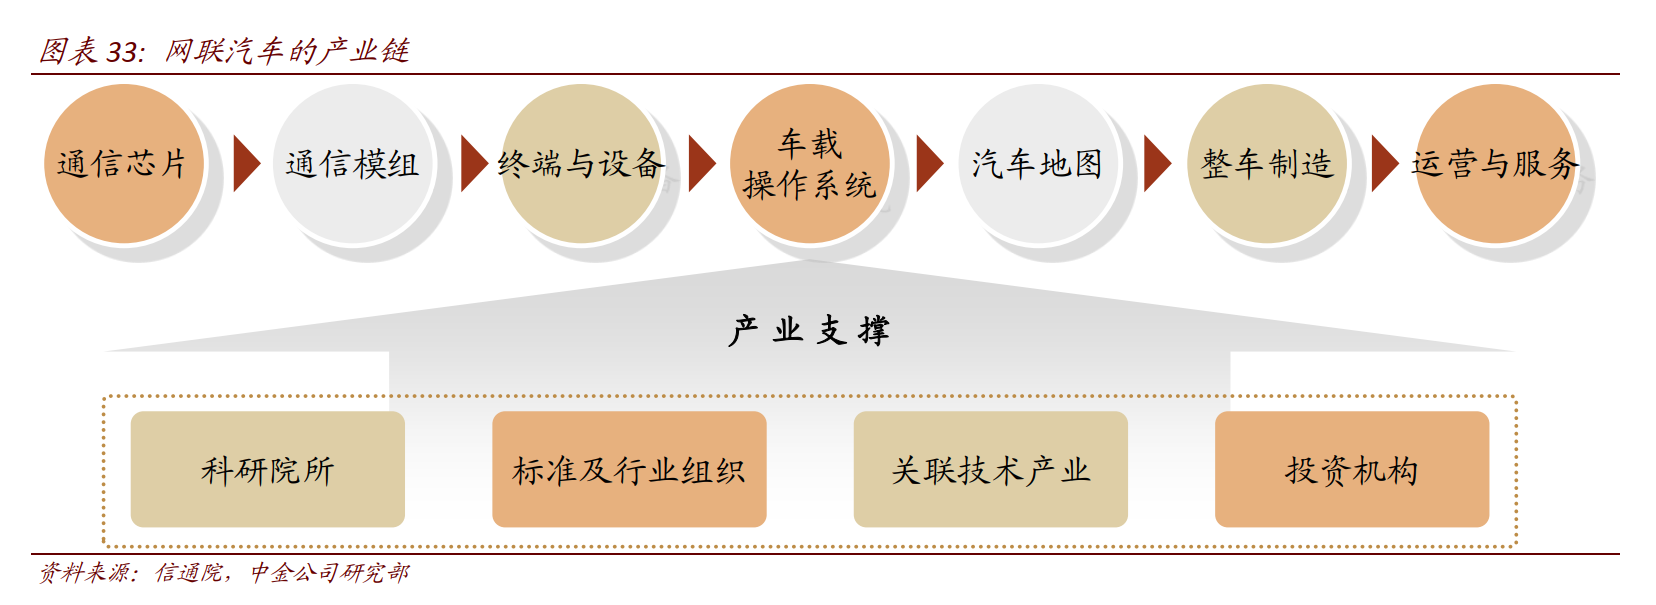 图表 33: 网联汽车的产业链
通信芯片
通信模组
终端与设备
车载
操作系统
汽车地图
整车制造
运营与服务
产业支撑
科研院所
标准及行业组织
关联技术产业
投资机构
资料来源：信通院，中金公司研究部